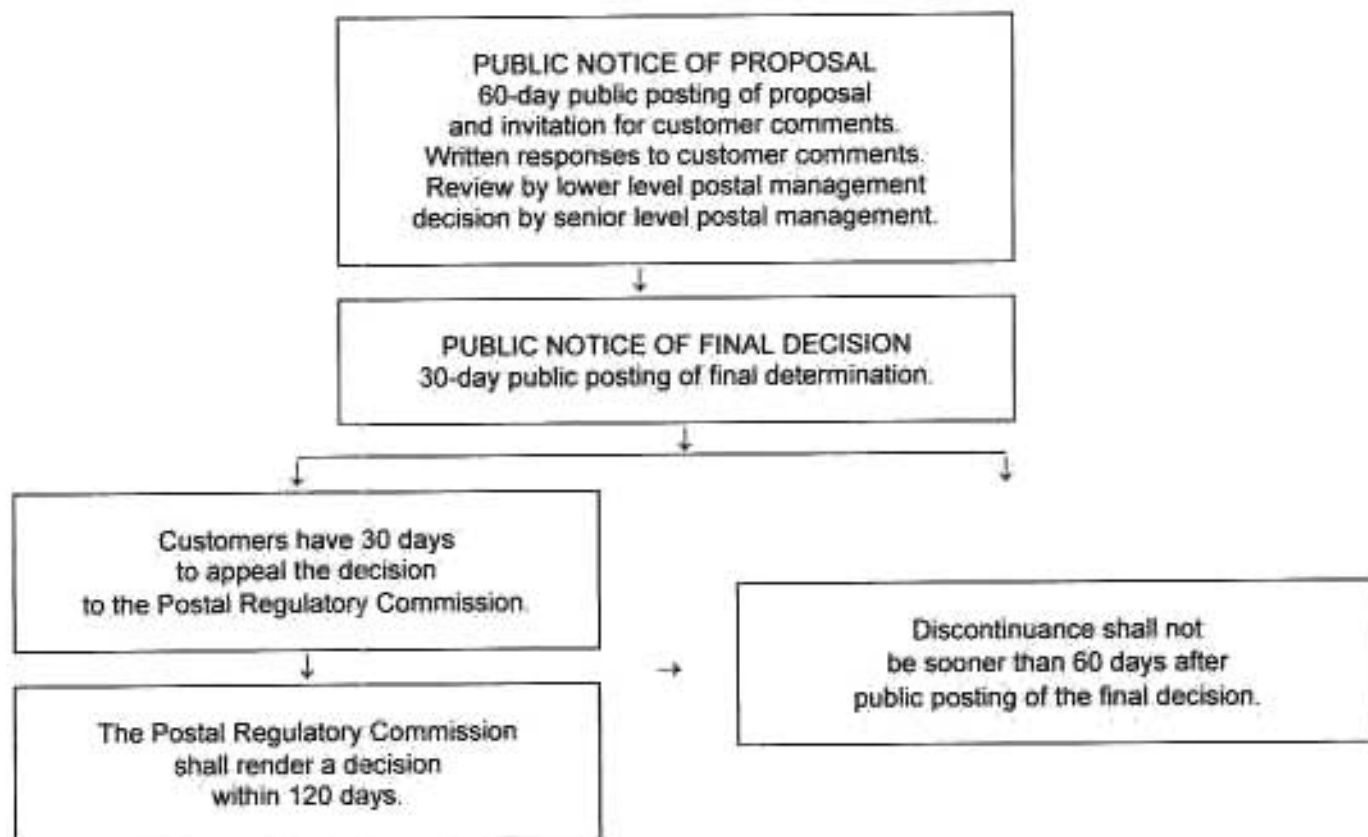 PUBLIC NOTICE OF PROPOSAL
60-day public posting of proposal
and invitation for customer comments.
Written responses to customer comments.
Review by lower level postal management
decision by senior level postal management.
PUBLIC NOTICE OF FINAL DECISION
30-day public posting of final determination.
Customers have 30 days
to appeal the decision
to the Postal Regulatory Commission.
The Postal Regulatory Commission
shall render a decision
within 120 days.
Discontinuance shall not
be sooner than 60 days after
public posting of the final decision.